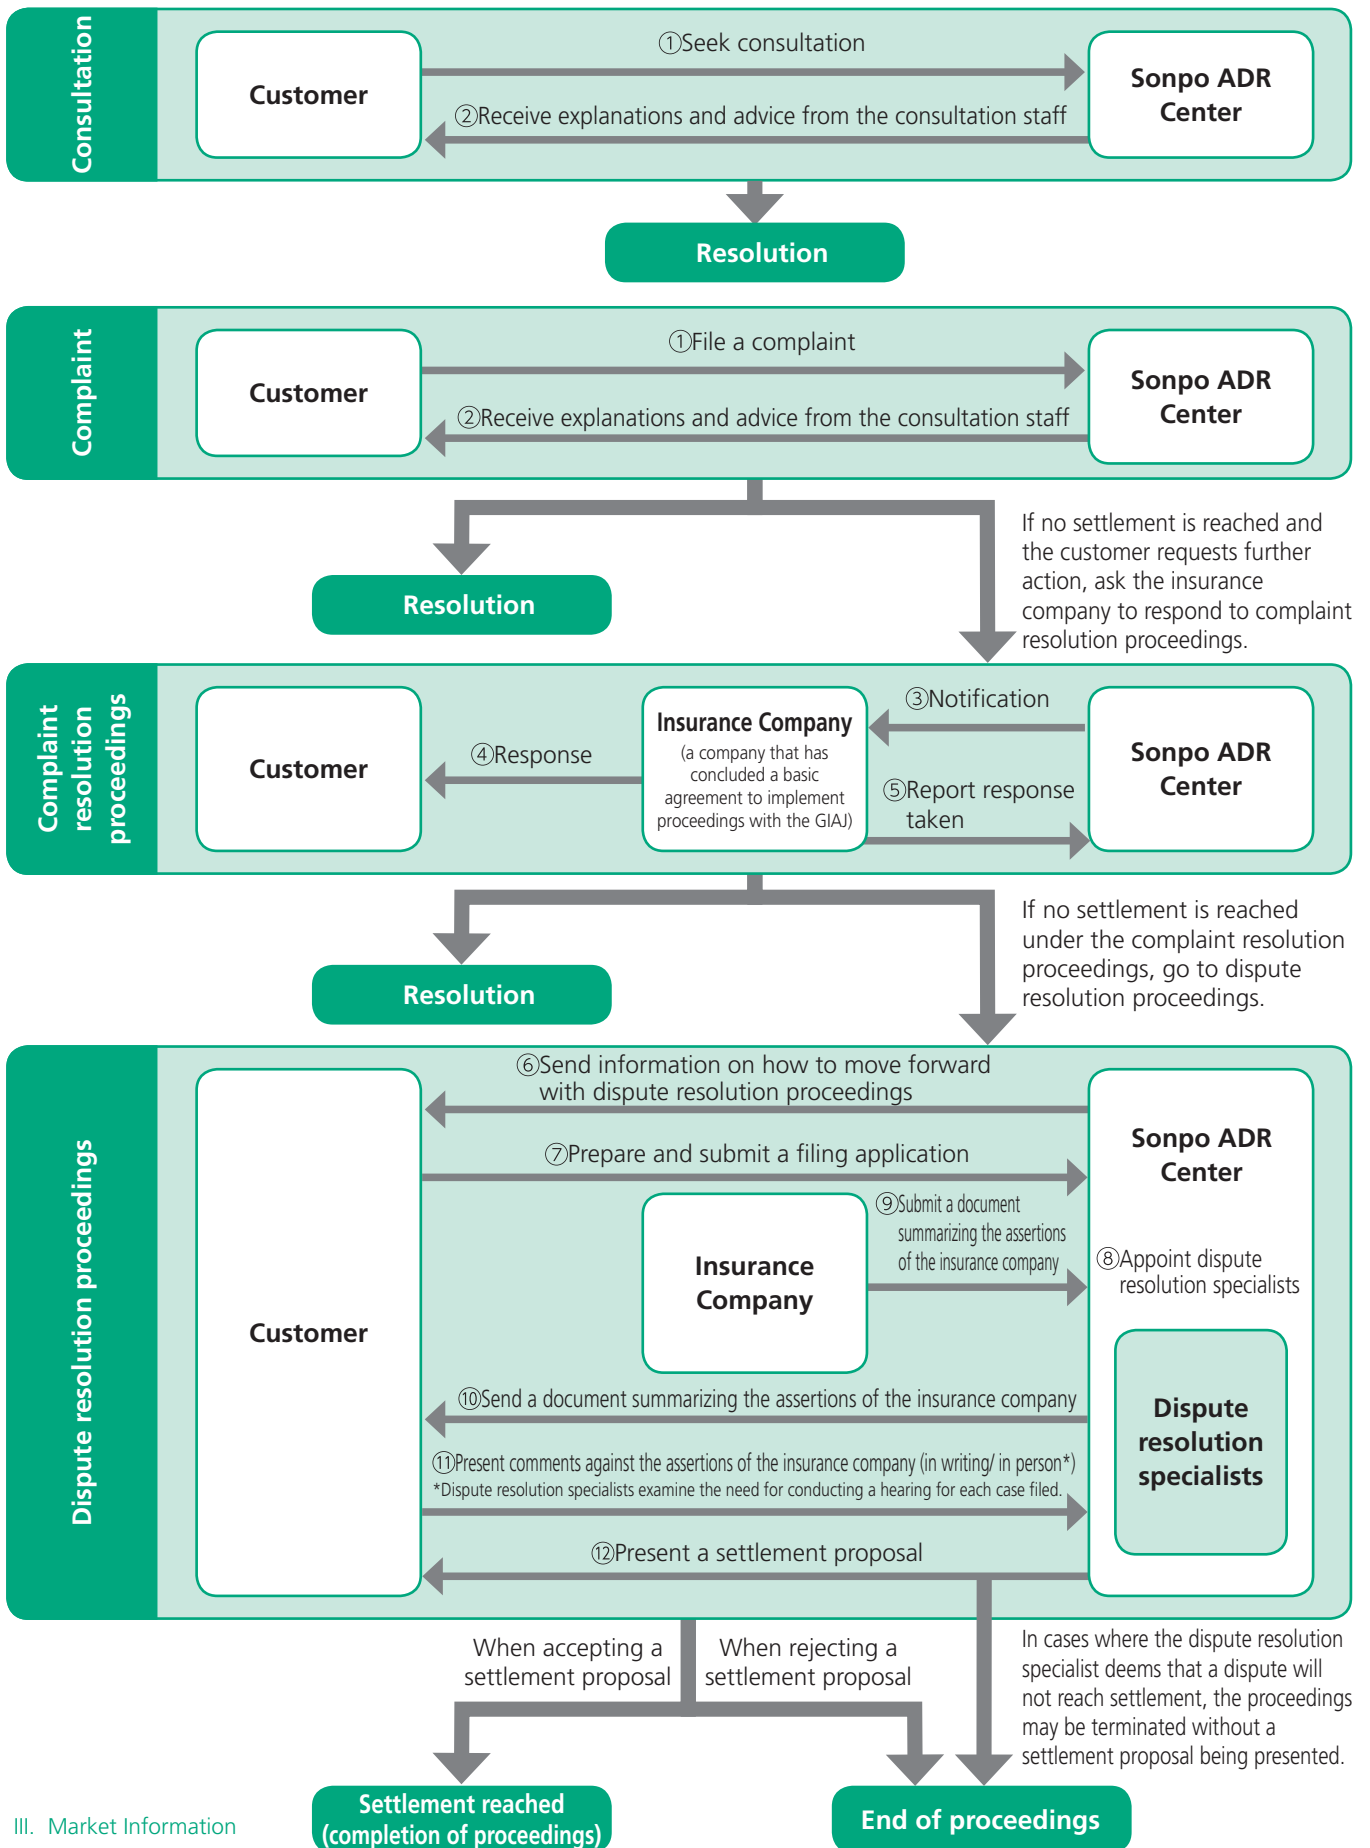 Consultation
Customer
①Seek consultation
②Receive explanations and advice from the consultation staff
Sonpo ADR
Center
Resolution
Complaint
Customer
①File a complaint
②Receive explanations and advice from the consultation staff
Sonpo ADR
Center
Resolution
If no settlement is reached and
the customer requests further
action, ask the insurance
company to respond to complaint
resolution proceedings.
Complaint
resolution
proceedings
Customer
④Response
Insurance Company
(a company that has
concluded a basic
agreement to implement
proceedings with the GIAJ)
③Notification
⑤Report response
taken
Sonpo ADR
Center
Resolution
If no settlement is reached
under the complaint resolution
proceedings, go to dispute
resolution proceedings.
Dispute resolution proceedings
Customer
⑥Send information on how to move forward
with dispute resolution proceedings
⑦Prepare and submit a filing application
Sonpo ADR
Center
Insurance
Company
⑨Submit a document
summarizing the assertions
of the insurance company
⑧Appoint dispute
resolution specialists
⑩Send a document summarizing the assertions of the insurance company
⑪Present comments against the assertions of the insurance company (in writing/ in person*)
*Dispute resolution specialists examine the need for conducting a hearing for each case filed.
Dispute
resolution
specialists
⑫Present a settlement proposal
When accepting a
settlement proposal
When rejecting a
settlement proposal
In cases where the dispute resolution
specialist deems that a dispute will
not reach settlement, the proceedings
may be terminated without a
settlement proposal being presented.
Settlement reached
(completion of proceedings)
End of proceedings
III. Market Information